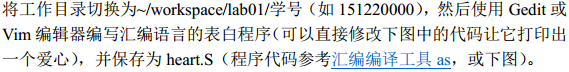 将工作目录切换为~/workspace/lab01/学号（如 151220000），然后使用 Gedit 或
Vim 编辑器编写汇编语言的表白程序（可以直接修改下图中的代码让它打印出
一个爱心），并保存为 heart.S（程序代码参考汇编编译工具 as，或下图）。